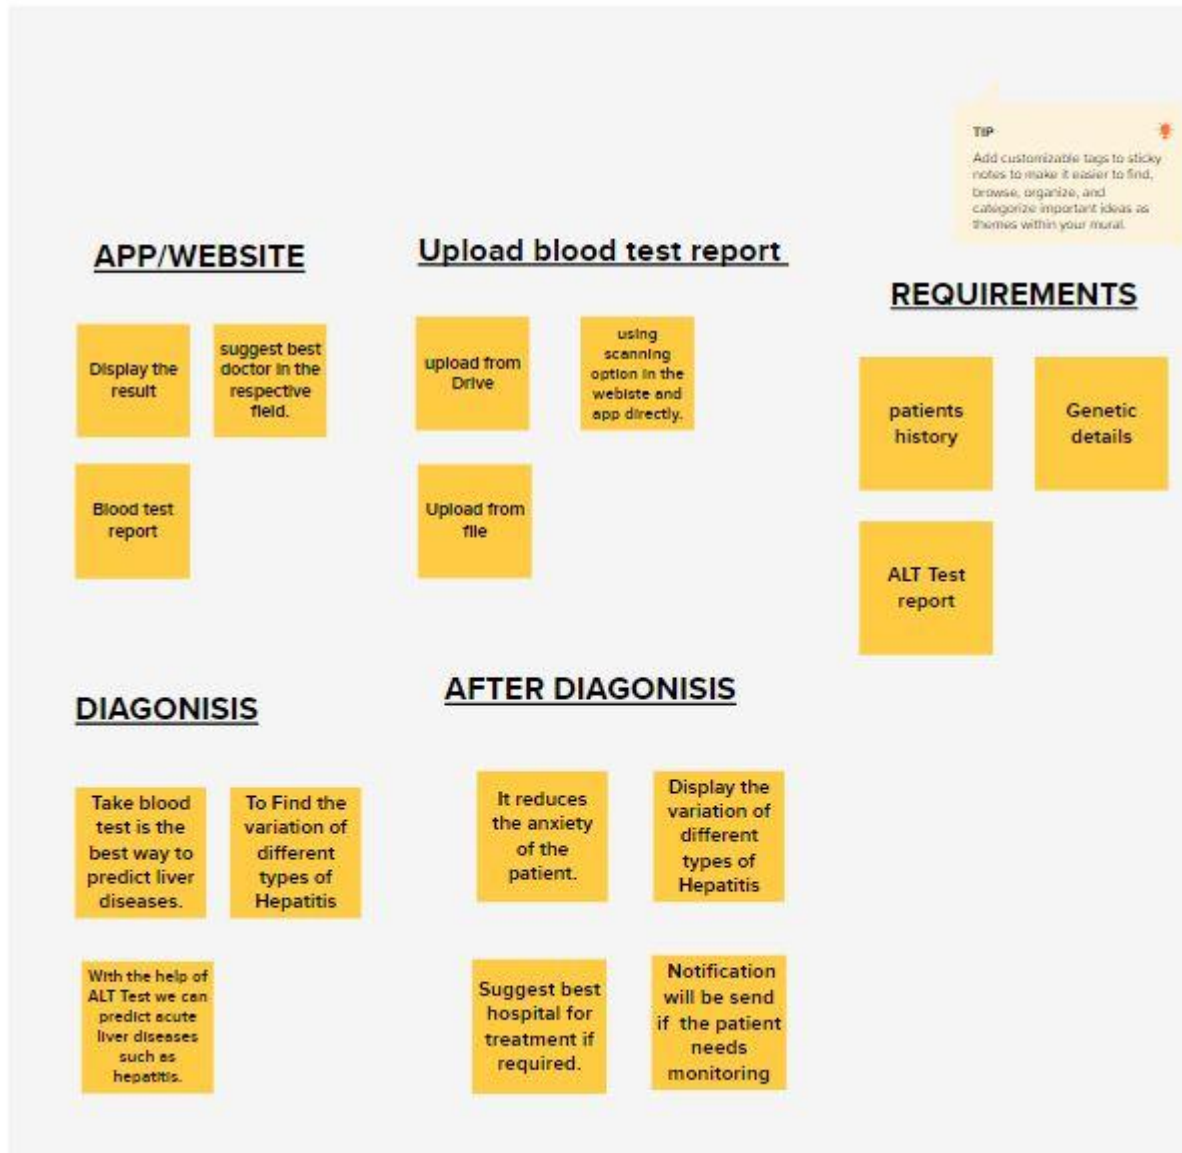 TIP
Add customizable tags to sticky
notes to make it easier to find,
browse, organize, and
categorize important ideas as
themes within your mural.
APP/WEBSITE
Display the
result
suggest best
doctor in the
respective
field.
Blood test
report
Upload blood test report
upload from
Drive
using
scanning
option in the
webiste and
app directly.
Upload from
file
REQUIREMENTS
patients
history
Genetic
details
ALT Test
report
DIAGONISIS
Take blood
test is the
best way to
predict liver
diseases.
To Find the
variation of
different
types of
Hepatitis
With the help of
ALT Test we can
predict acute
liver diseases
such as
hepatitis.
AFTER DIAGONISIS
It reduces
the anxiety
of the
patient.
Display the
variation of
different
types of
Hepatitis
Suggest best
hospital for
treatment if
required.
Notification
will be send
if the patient
needs
monitoring